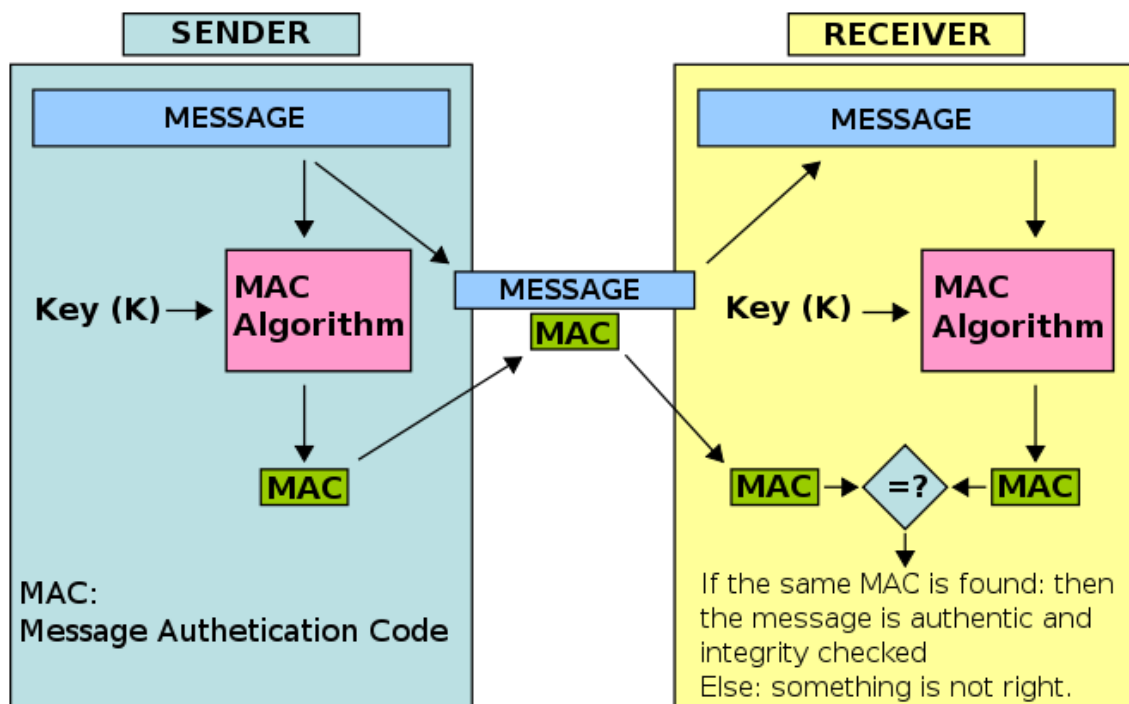 SENDER
RECEIVER
MESSAGE
MESSAGE
MAC
Algorithm
Key (K)
MESSAGE
MAC
Key (K)
MAC
Algorithm
MAC
MAC
=?
MAC
MAC:
Message Authetication Code
If the same MAC is found: then
the message is authentic and
integrity checked
Else: something is not right.